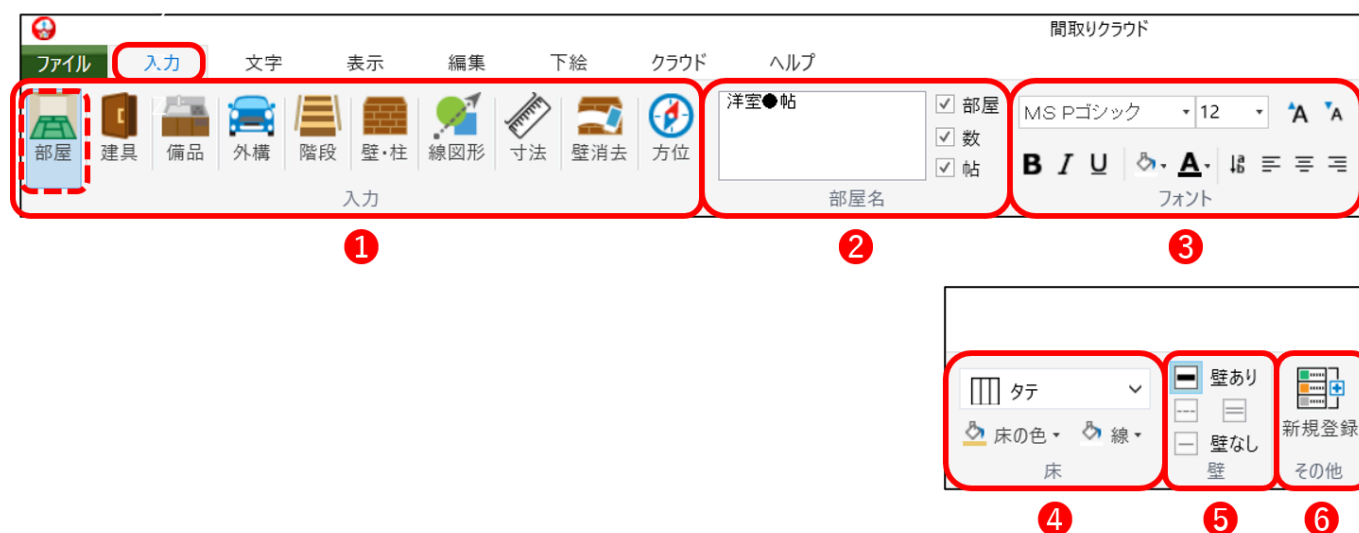 間取りクラウド
ファイル 入力 文字 表示 編集 下絵 クラウド ヘルプ
部屋 建具 備品 外構 階段 壁・柱 線図形 寸法 壁消去 方位
入力
洋室●帖
部屋
数
帖
部屋名
MS Pゴシック 12 A A
B I U A
フォント
❶ ❷ ❸
タテ
床の色 線
床
壁あり
壁なし
壁
新規登録
その他
❹ ❺ ❻